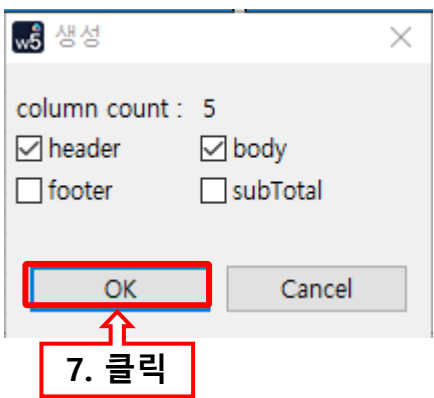 w5 생성
column count : 5
header body
footer subTotal
OK Cancel
7. 클릭